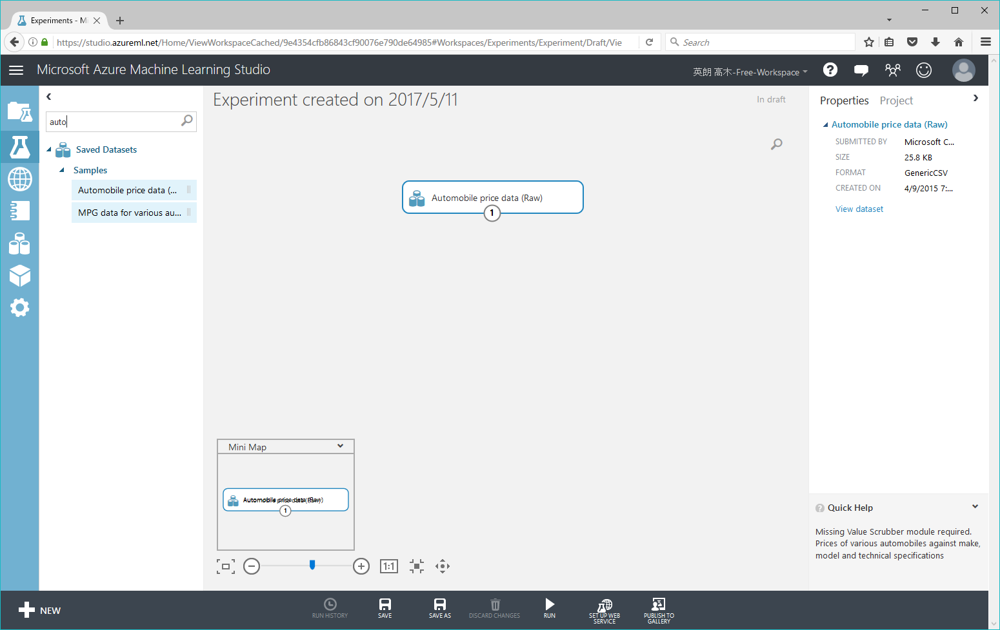 Experiments - Mi
https://studio.azureml.net/Home/ViewWorkspaceCached/9e4354cfb86843cf90076e790de64985#Workspaces/Experiments/Experiment/Draft/Vie
Search
Microsoft Azure Machine Learning Studio
英朗 高木-Free-Workspace
auto
Saved Datasets
Samples
Automobile price data (...
MPG data for various au...
Experiment created on 2017/5/11
In draft
Automobile price data (Raw)
1
Mini Map
Automobile price data (Raw)
1
1:1
Properties Project
Automobile price data (Raw)
SUBMITTED BY Microsoft C...
SIZE 25.8 KB
FORMAT GenericCSV
CREATED ON 4/9/2015 7:...
View dataset
Quick Help
Missing Value Scrubber module required.
Prices of various automobiles against make,
model and technical specifications
NEW
RUN HISTORY
SAVE
SAVE AS
DISCARD CHANGES
RUN
SET UP WEB
SERVICE
PUBLISH TO
GALLERY